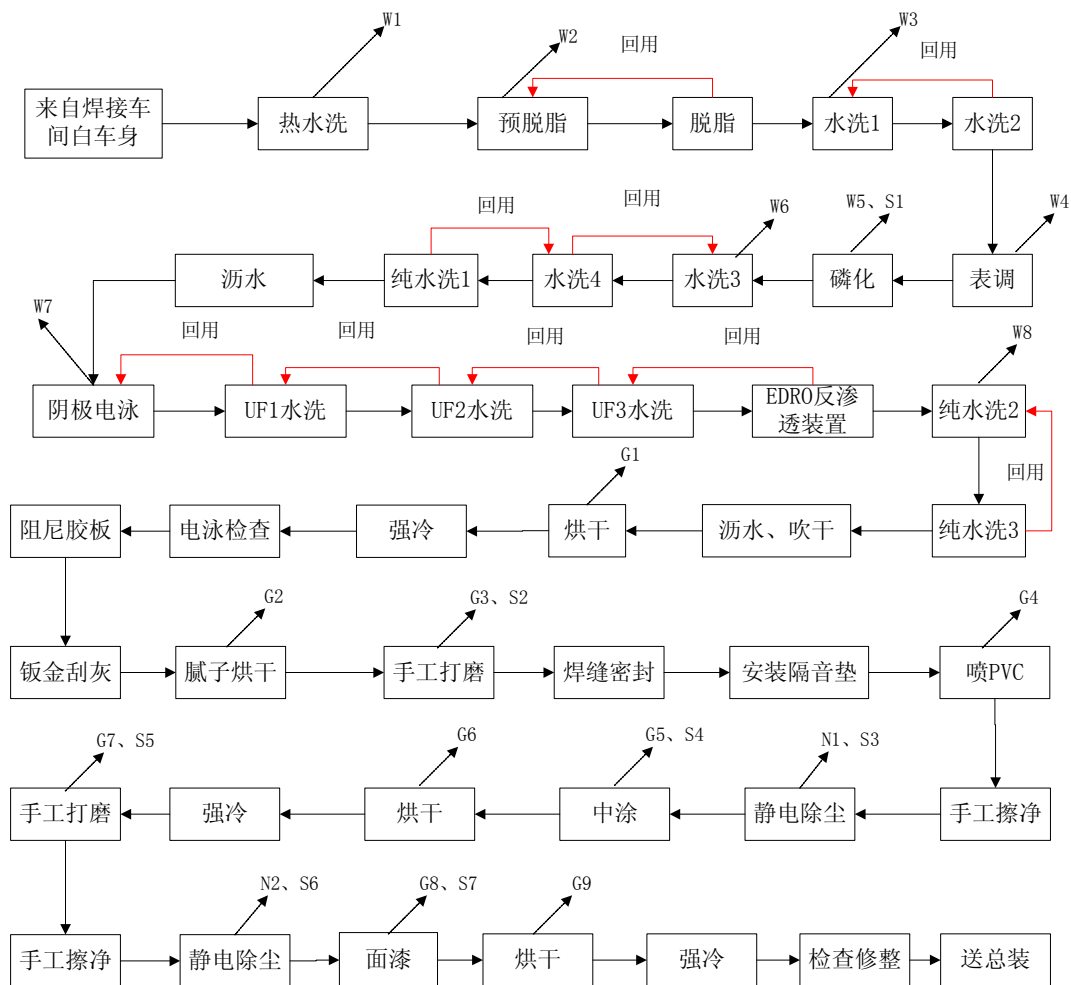 W1
W2
回用
W3
回用
来自焊接车
间白车身
热水洗
预脱脂
脱脂
水洗1
水洗2
回用
回用
W6
W5、S1
W4
沥水
纯水洗1
水洗4
水洗3
磷化
表调
W7
回用
回用
回用
回用
W8
阴极电泳
UF1水洗
UF2水洗
UF3水洗
EDRO反渗
透装置
纯水洗2
回用
G1
阻尼胶板
电泳检查
强冷
烘干
沥水、吹干
纯水洗3
G2
G3、S2
G4
钣金刮灰
腻子烘干
手工打磨
焊缝密封
安装隔音垫
喷PVC
G7、S5
G6
G5、S4
N1、S3
手工打磨
强冷
烘干
中涂
静电除尘
手工擦净
N2、S6
G8、S7
G9
手工擦净
静电除尘
面漆
烘干
强冷
检查修整
送总装